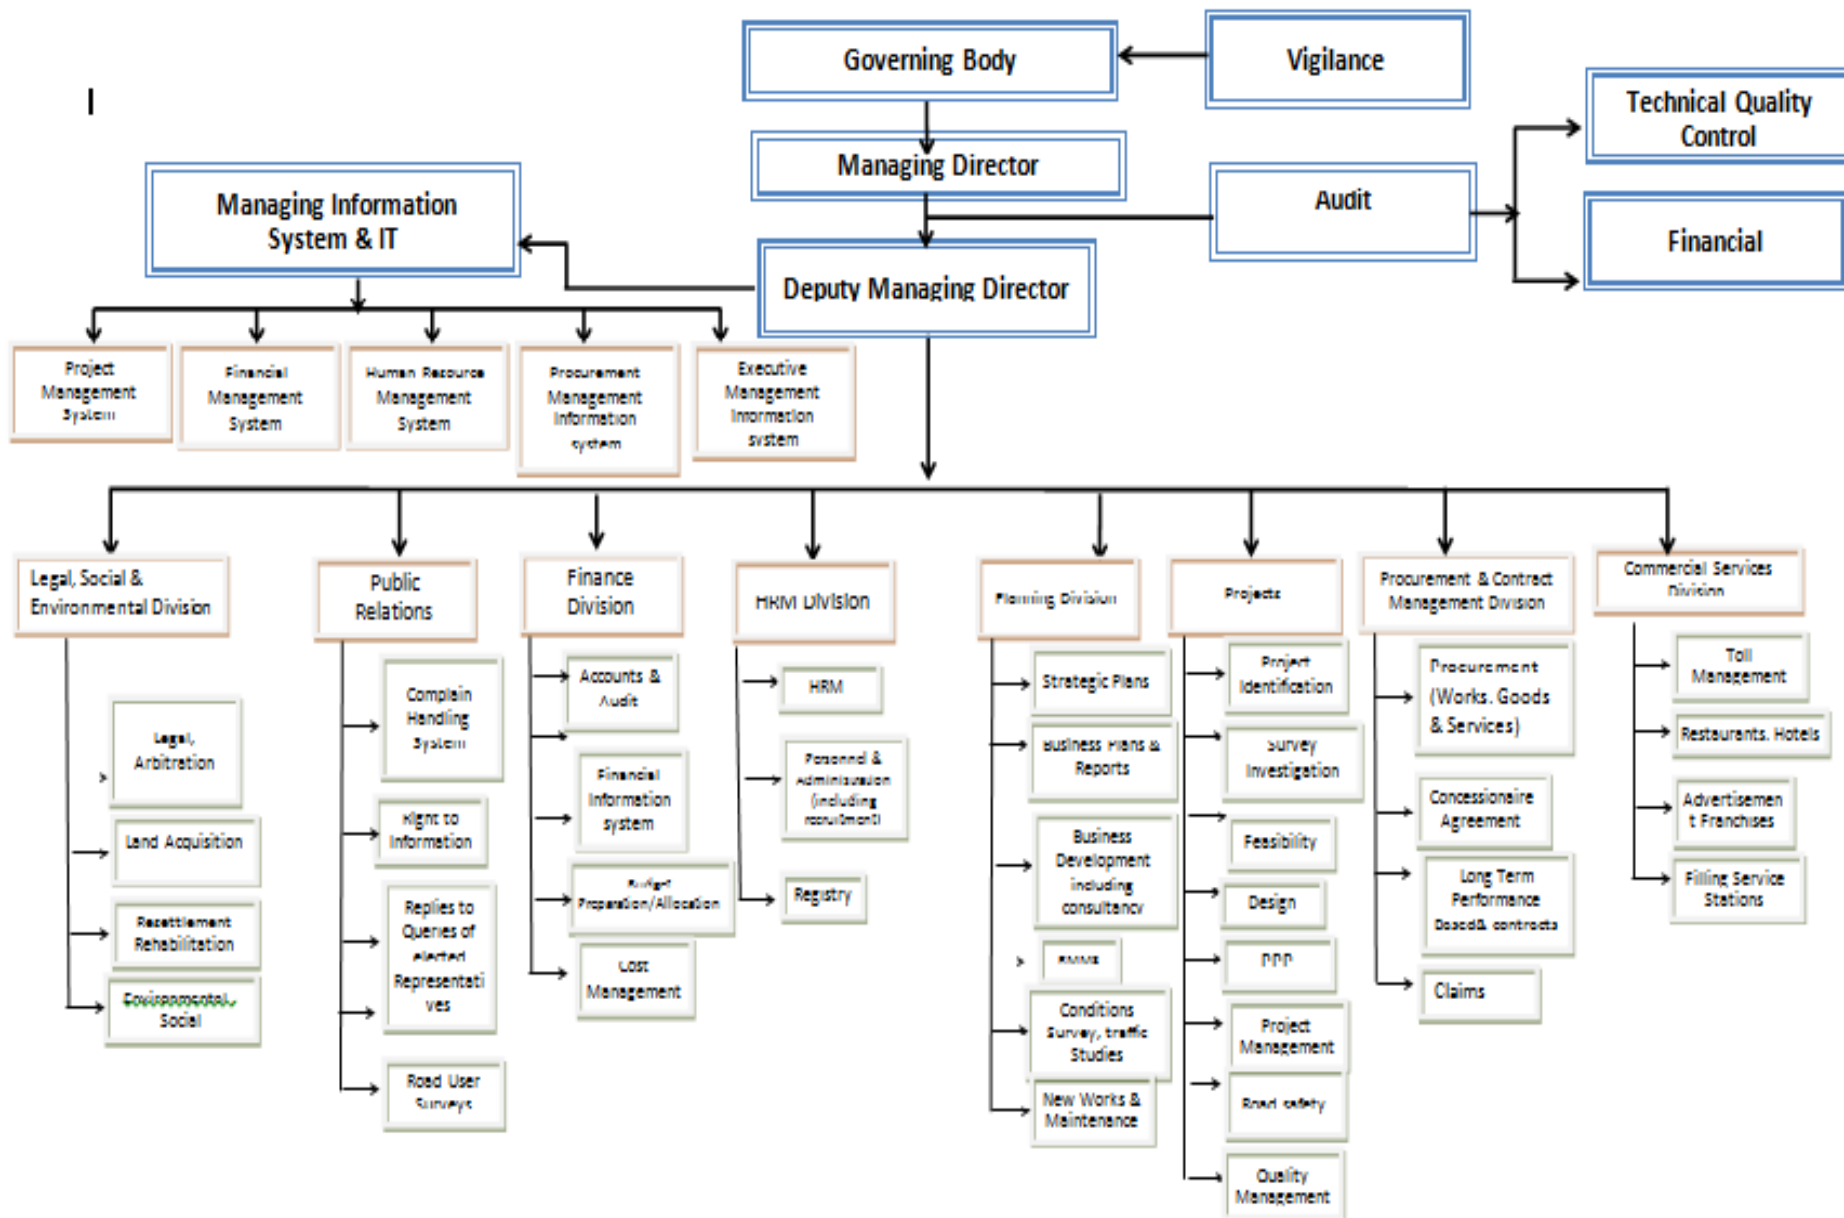 Governing Body
Vigilance
Technical Quality
Control
Managing Director
Audit
Managing Information
System & IT
Financial
Deputy Managing Director
Project
Management
System
Financial
Management
System
Human Resource
Management
System
Procurement
Management
Information
system
Executive
Management
Information
system
Legal, Social &
Environmental Division
Public
Relations
Finance
Division
HRM Division
Planning Division
Projects
Procurement & Contract
Management Division
Commercial Services
Division
Legal,
Arbitration
Land Acquisition
Resettlement
Rehabilitation
Environmental
Social
Complain
Handling
System
Right to
Information
Replies to
Queries of
elected
Representati
ves
Road User
Surveys
Accounts &
Audit
Financial
Information
system
Budget
Preparation/Allocation
Cost
Management
HRM
Personnel &
Administration
(including
recruitment)
Registry
Strategic Plans
Business Plans &
Reports
Business
Development
including
consultancy
Conditions
Survey, traffic
Studies
New Works &
Maintenance
Project
Identification
Survey
Investigation
Feasibility
Design
PPP
Project
Management
Road safety
Quality
Management
Procurement
(Works. Goods
& Services)
Concessionaire
Agreement
Long Term
Performance
Based& contracts
Claims
Toll
Management
Restaurants. Hotels
Advertisemen
t Franchises
Filling Service
Stations